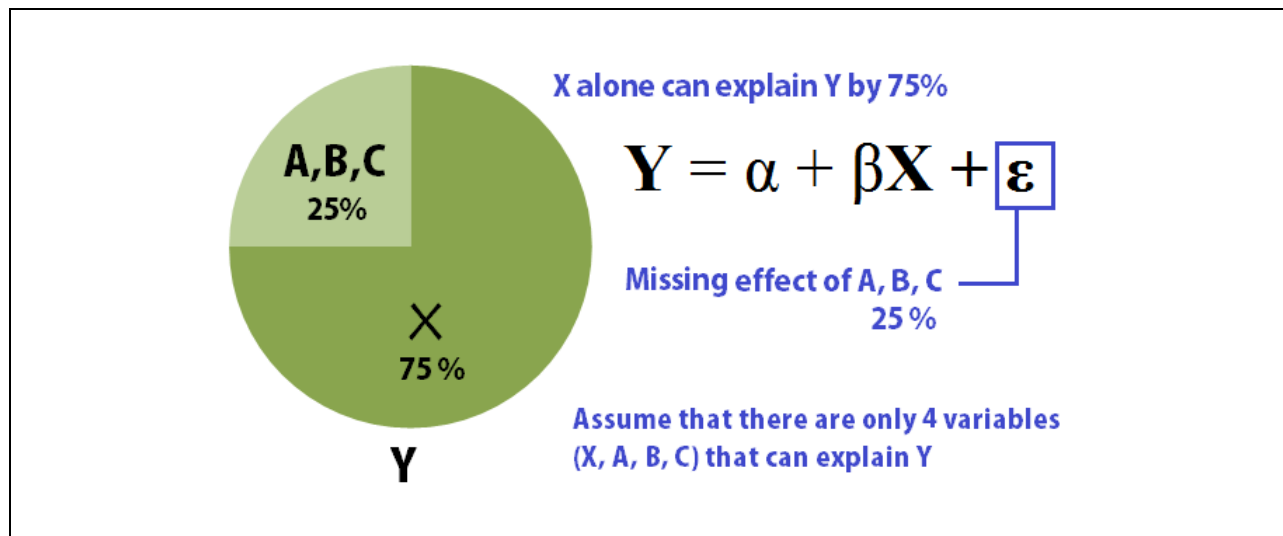 X alone can explain Y by 75%
A,B,C
25%
Y = α + βX + ε
Missing effect of A, B, C
25 %
X
75 %
Assume that there are only 4 variables
(X, A, B, C) that can explain Y
Y